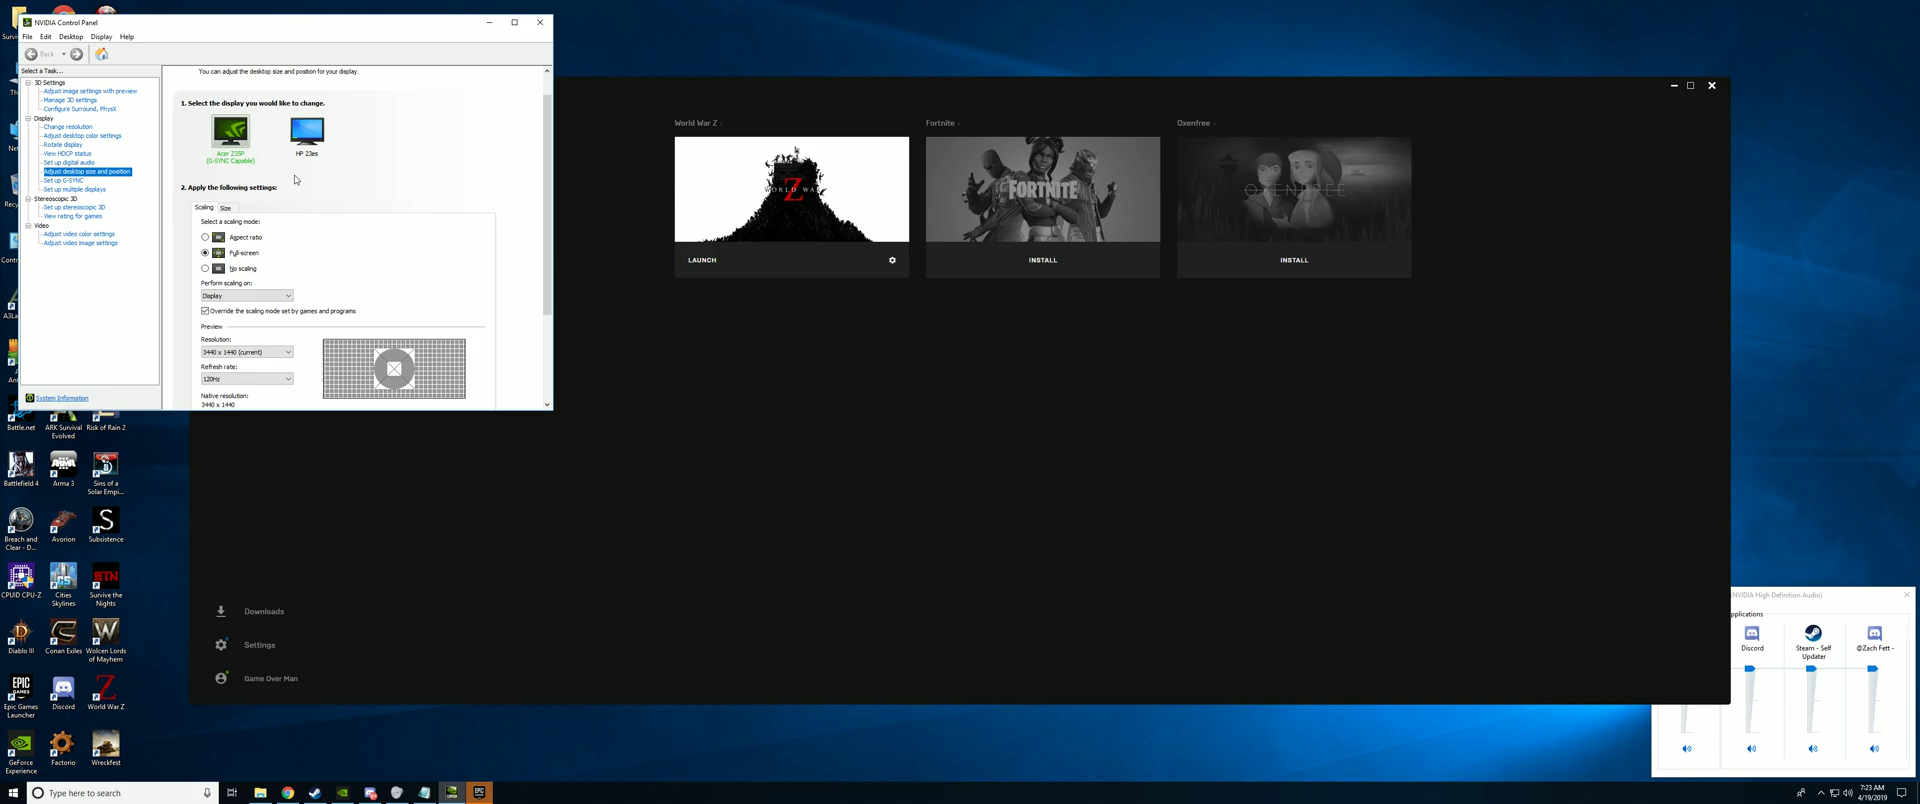 NVIDIA Control Panel
File Edit Desktop Display Help
Back
Select a Task...
3D Settings
Adjust image settings with preview
Manage 3D settings
Configure Surround, PhysX
Display
Change resolution
Adjust desktop color settings
Rotate display
View HDCP status
Set up digital audio
Adjust desktop size and position
Set up G-SYNC
Set up multiple displays
Stereoscopic 3D
Set up stereoscopic 3D
View rating for games
Video
Adjust video color settings
Adjust video image settings
System Information
You can adjust the desktop size and position for your display.
1. Select the display you would like to change.
Acer Z35P
(G-SYNC Capable)
HP 23es
2. Apply the following settings:
Scaling Size
Select a scaling mode:
Aspect ratio
Full-screen
No scaling
Perform scaling on:
Display
Override the scaling mode set by games and programs
Preview
Resolution:
3440 x 1440 (current)
Refresh rate:
120Hz
Native resolution:
3440 x 1440
World War Z
Fortnite
Oxenfree
WORLD WAR Z
FORTNITE
OXENFREE
LAUNCH
INSTALL
INSTALL
Downloads
Settings
Game Over Man
Battle.net
ARK Survival
Evolved
Risk of Rain 2
Battlefield 4
Arma 3
Sins of a
Solar Empi...
Breach and
Clear - D...
Avorion
Subsistence
CPUID CPU-Z
Cities
Skylines
Survive the
Nights
Diablo III
Conan Exiles
Wolcen Lords
of Mayhem
Epic Games
Launcher
Discord
World War Z
GeForce
Experience
Factorio
Wreckfest
(NVIDIA High Definition Audio)
pplications
Discord
Steam - Self
Updater
@Zach Fett -
Type here to search
7:23 AM
4/19/2019